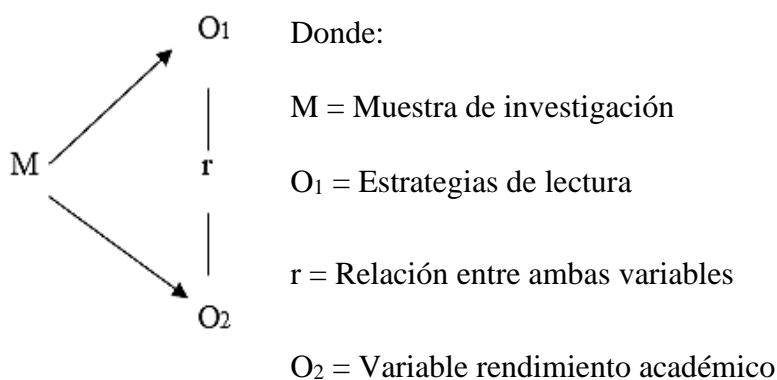 O1
Donde:
M = Muestra de investigación
M
r
O1 = Estrategias de lectura
r = Relación entre ambas variables
O2
O2 = Variable rendimiento académico